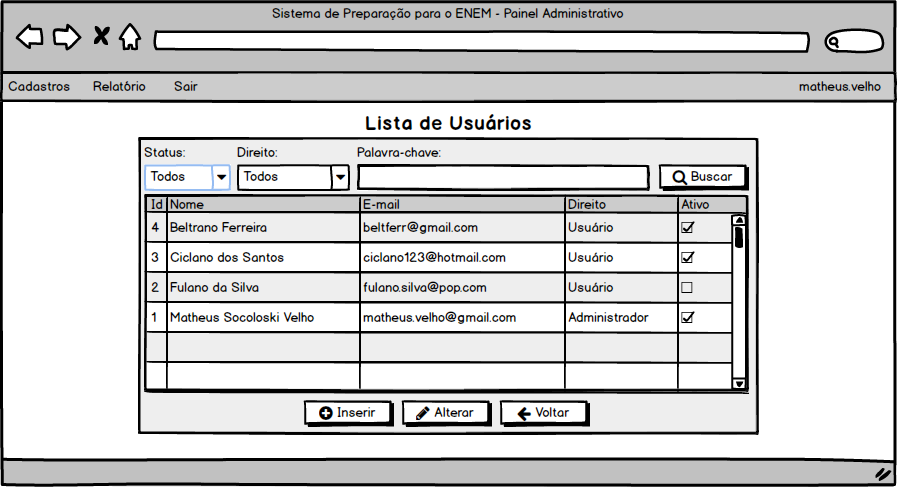 Sistema de Preparação para o ENEM - Painel Administrativo
Cadastros Relatório Sair matheus.velho
Lista de Usuários
Status: Direito: Palavra-chave:
Todos Todos Buscar
Id Nome E-mail Direito Ativo
4 Beltrano Ferreira beltferr@gmail.com Usuário
3 Ciclano dos Santos ciclano123@hotmail.com Usuário
2 Fulano da Silva fulano.silva@pop.com Usuário
1 Matheus Socoloski Velho matheus.velho@gmail.com Administrador
Inserir Alterar Voltar